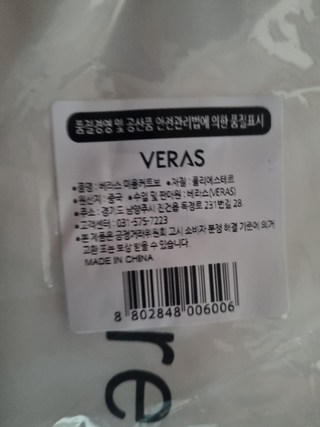 품질경영 및 공산품 안전관리법에 의한 품질표시
VERAS
•품명 : 베라스 미용커트보 •재질 : 폴리에스테르
•원산지 : 중국 •수입 및 판매원 : 베라스(VERAS)
•주소 : 경기도 남양주시 진건읍 독정로 231번길 28
•고객센터 : 031-575-7223
•본 제품은 공정거래위원회 고시 소비자 분쟁 해결 기준에 의거
교환 또는 보상 받을 수 있습니다.
MADE IN CHINA
8 802848 006006
re